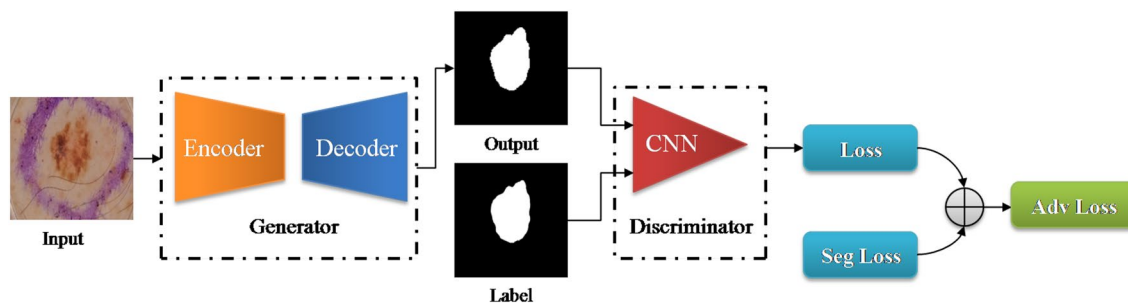 Input
Encoder
Decoder
Generator
Output
Label
CNN
Discriminator
Loss
Seg Loss
Adv Loss